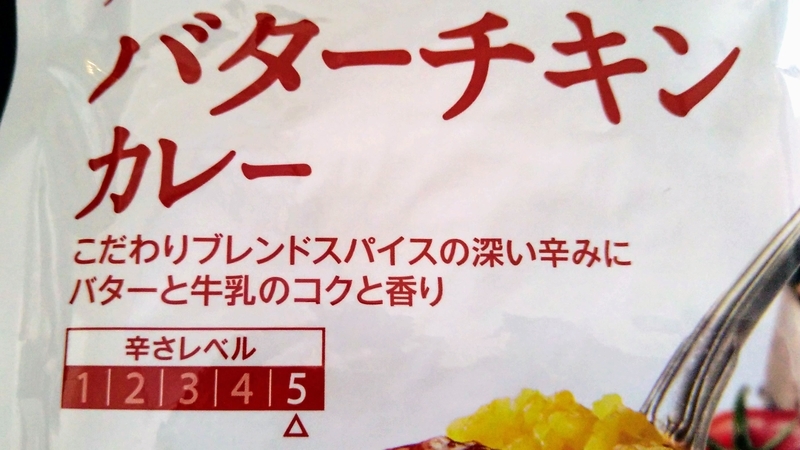 バターチキン
カレー
こだわりブレンドスパイスの深い辛みに
バターと牛乳のコクと香り
辛さレベル
1 | 2 | 3 | 4 | 5
△